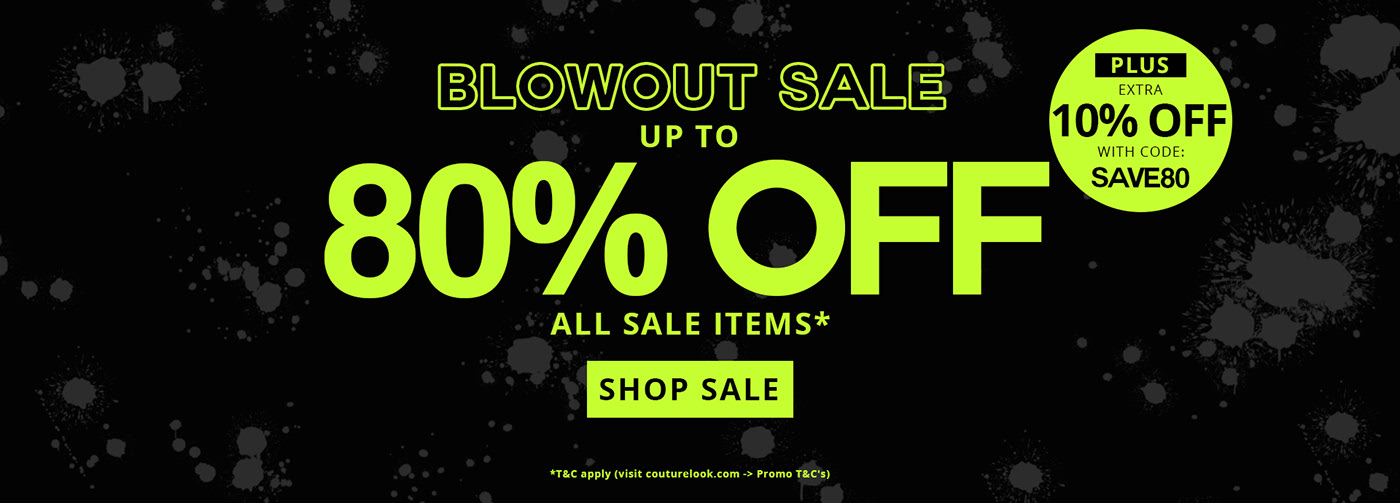 BLOWOUT SALE
UP TO
80% OFF
ALL SALE ITEMS*
SHOP SALE
*T&C apply (visit couturelook.com -> Promo T&C's)
PLUS
EXTRA
10% OFF
WITH CODE:
SAVE80